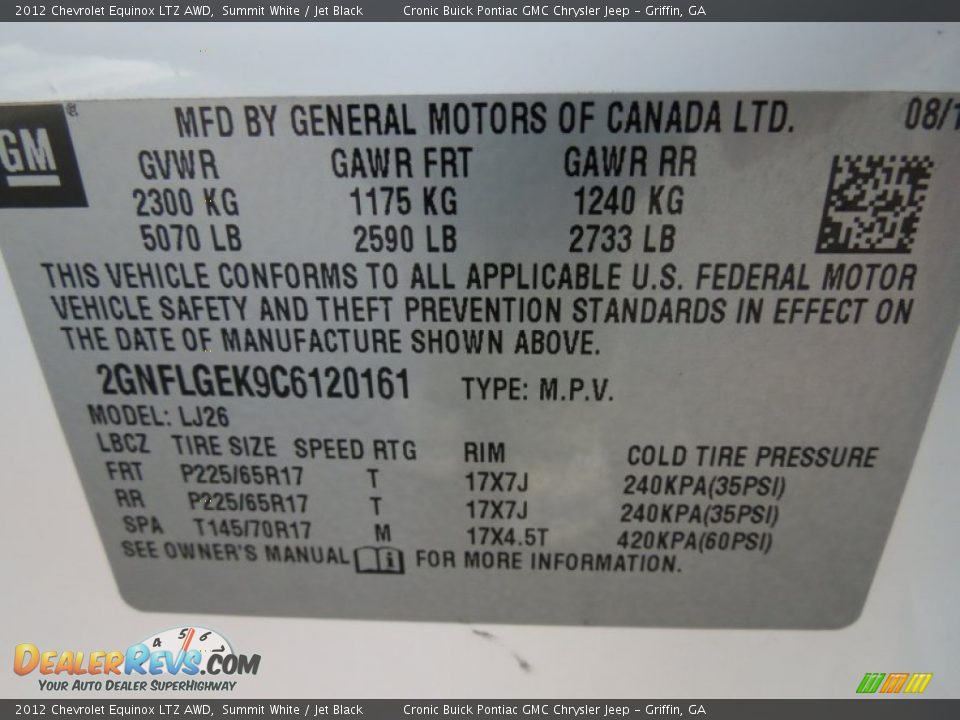 2012 Chevrolet Equinox LTZ AWD, Summit White / Jet Black Cronic Buick Pontiac GMC Chrysler Jeep – Griffin, GA
GM ®
MFD BY GENERAL MOTORS OF CANADA LTD. 08/1
GVWR GAWR FRT GAWR RR
2300 KG 1175 KG 1240 KG
5070 LB 2590 LB 2733 LB
THIS VEHICLE CONFORMS TO ALL APPLICABLE U.S. FEDERAL MOTOR
VEHICLE SAFETY AND THEFT PREVENTION STANDARDS IN EFFECT ON
THE DATE OF MANUFACTURE SHOWN ABOVE.
2GNFLGEK9C6120161 TYPE: M.P.V.
MODEL: LJ26
LBCZ TIRE SIZE SPEED RTG RIM COLD TIRE PRESSURE
FRT P225/65R17 T 17X7J 240KPA(35PSI)
RR P225/65R17 T 17X7J 240KPA(35PSI)
SPA T145/70R17 M 17X4.5T 420KPA(60PSI)
SEE OWNER'S MANUAL i FOR MORE INFORMATION.
4 5 6 7
DEALERREVS.COM
YOUR AUTO DEALER SUPERHIGHWAY
2012 Chevrolet Equinox LTZ AWD, Summit White / Jet Black Cronic Buick Pontiac GMC Chrysler Jeep – Griffin, GA